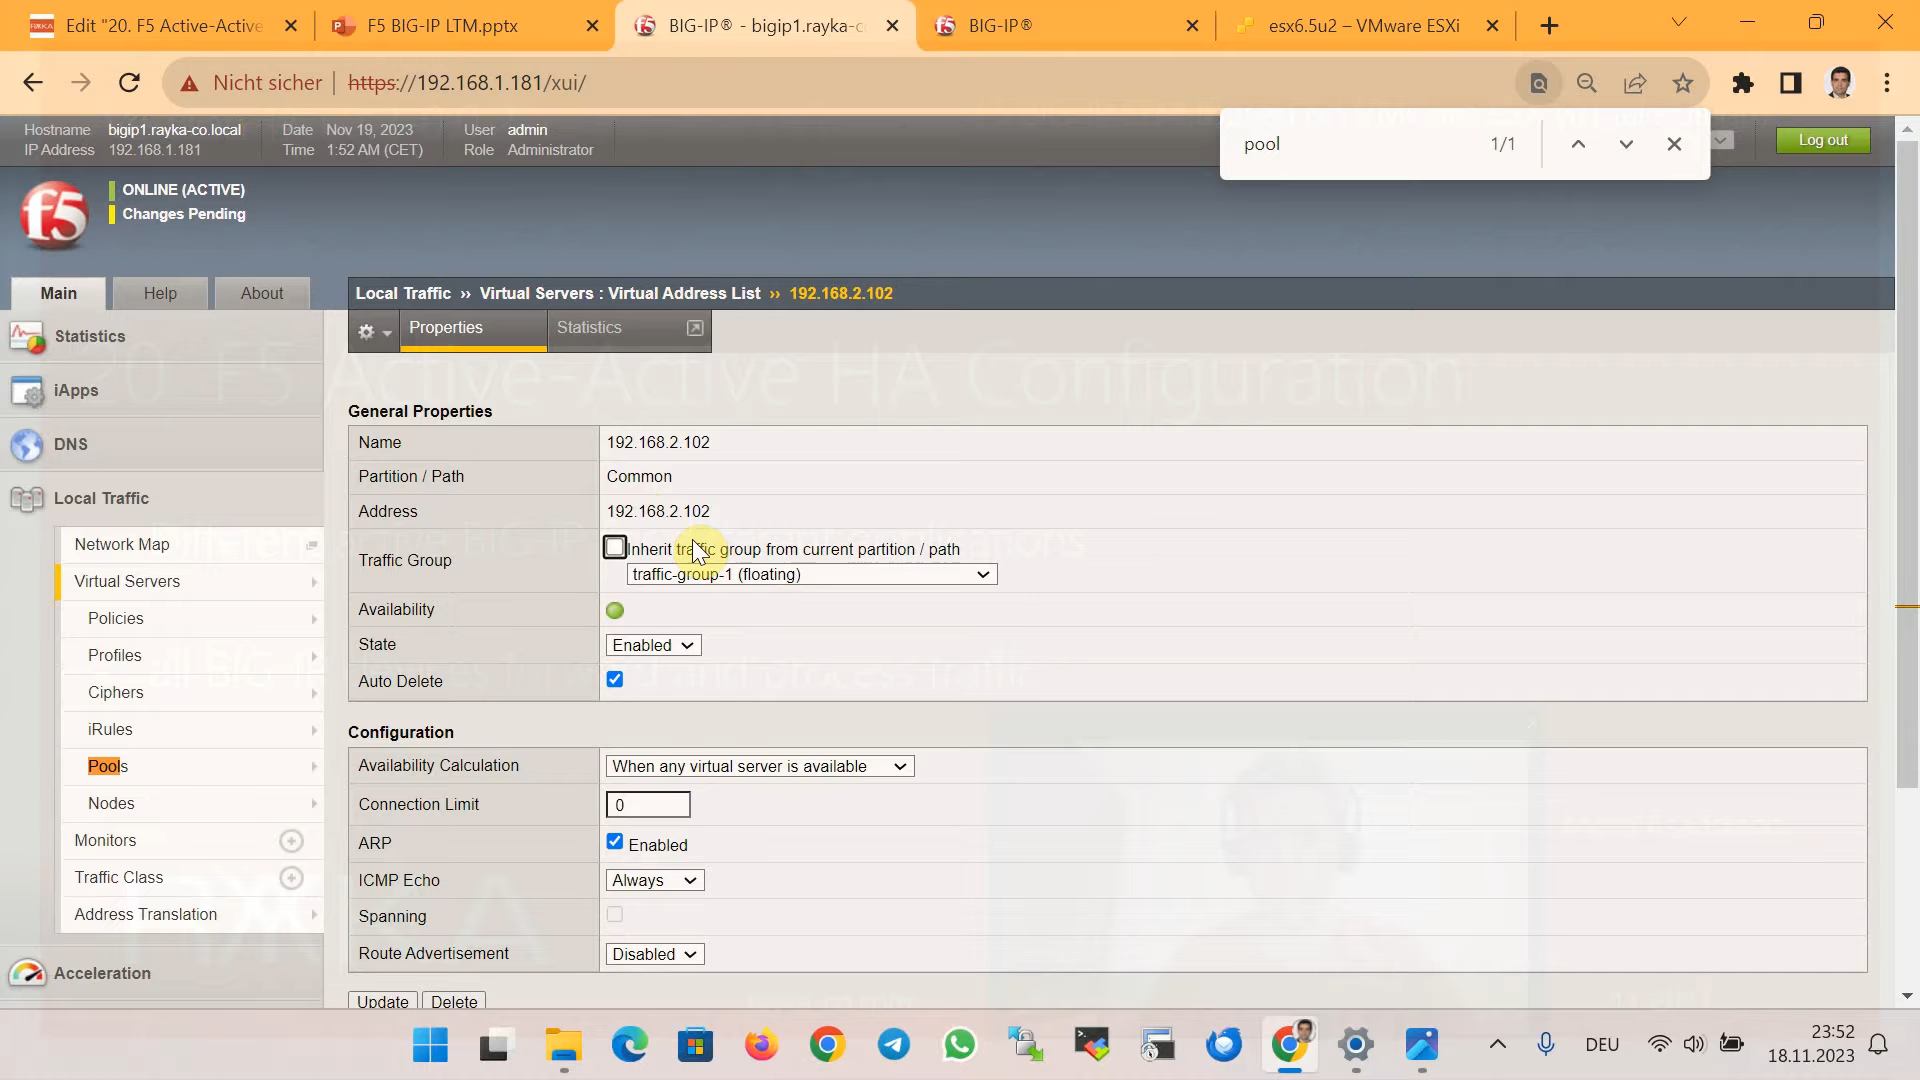 Edit "20. F5 Active-Active
F5 BIG-IP LTM.pptx
BIG-IP® - bigip1.rayka-c
BIG-IP®
esx6.5u2 – VMware ESXi
Nicht sicher
https://192.168.1.181/xui/
pool
1/1
Hostname bigip1.rayka-co.local
IP Address 192.168.1.181
Date Nov 19, 2023
Time 1:52 AM (CET)
User admin
Role Administrator
Log out
f5
ONLINE (ACTIVE)
Changes Pending
Main
Help
About
Local Traffic ›› Virtual Servers : Virtual Address List ›› 192.168.2.102
Properties
Statistics
Statistics
iApps
DNS
Local Traffic
Network Map
Virtual Servers
Policies
Profiles
Ciphers
iRules
Pools
Nodes
Monitors
Traffic Class
Address Translation
Acceleration
20. F5 Active-Active HA Configuration
General Properties
Name 192.168.2.102
Partition / Path Common
Address 192.168.2.102
Traffic Group
Inherit traffic group from current partition / path
traffic-group-1 (floating)
Availability
State Enabled
Auto Delete
Configuration
Availability Calculation When any virtual server is available
Connection Limit 0
ARP Enabled
ICMP Echo Always
Spanning
Route Advertisement Disabled
Update
Delete
DEU
23:52
18.11.2023